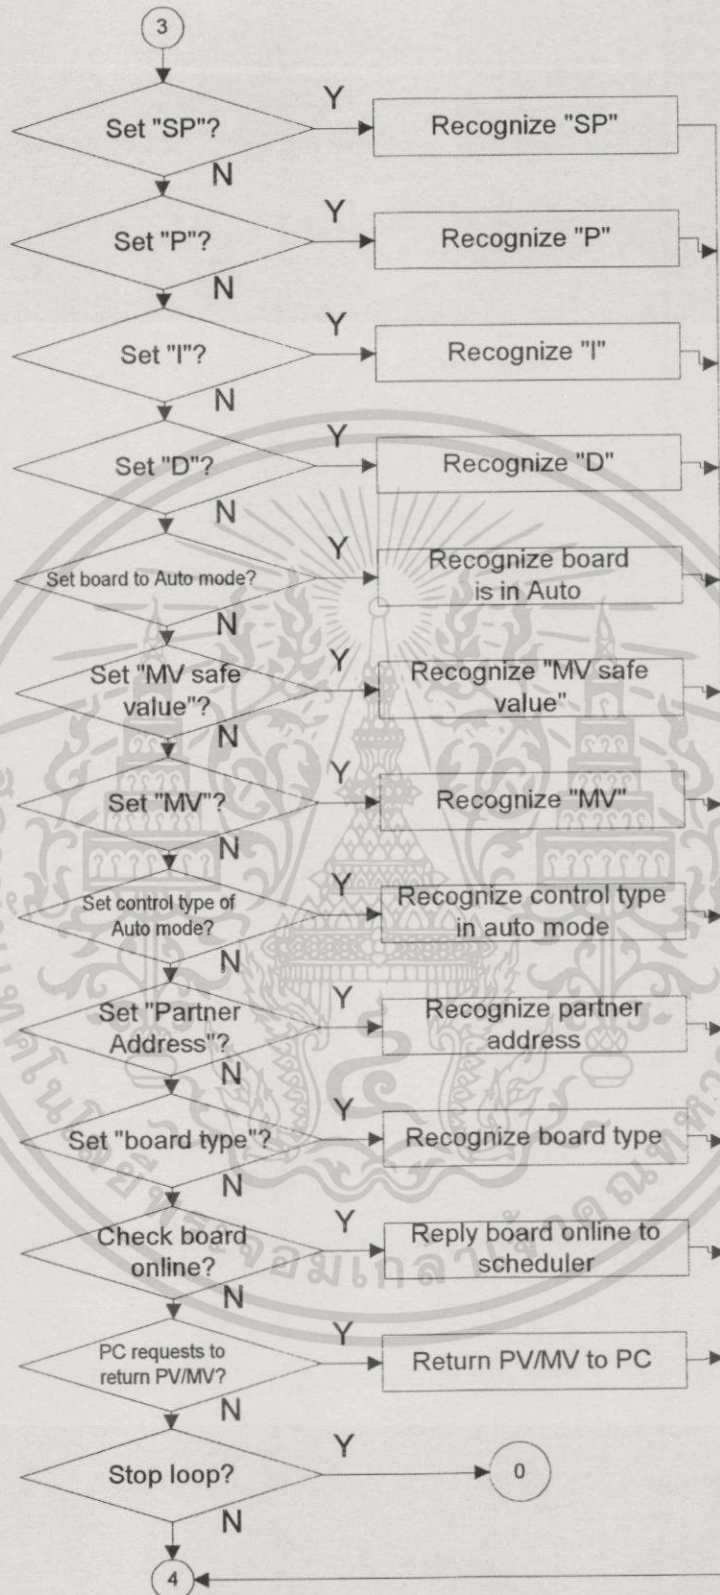 3
Set "SP"?
Y
Recognize "SP"
N
Set "P"?
Y
Recognize "P"
N
Set "I"?
Y
Recognize "I"
N
Set "D"?
Y
Recognize "D"
N
Set board to Auto mode?
Y
Recognize board
is in Auto
N
Set "MV safe
value"?
Y
Recognize "MV safe
value"
N
Set "MV"?
Y
Recognize "MV"
N
Set control type of
Auto mode?
Y
Recognize control type
in auto mode
N
Set "Partner
Address"?
Y
Recognize partner
address
N
Set "board type"?
Y
Recognize board type
N
Check board
online?
Y
Reply board online to
scheduler
N
PC requests to
return PV/MV?
Y
Return PV/MV to PC
N
Stop loop?
Y
0
N
4